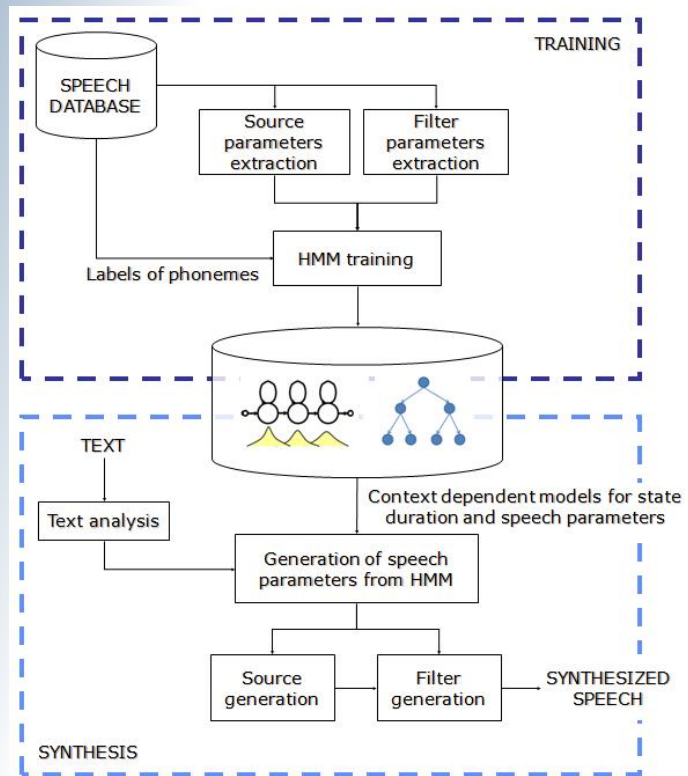 TRAINING
SPEECH
DATABASE
Source
parameters
extraction
Filter
parameters
extraction
HMM training
Labels of phonemes
TEXT
Context dependent models for state
duration and speech parameters
Text analysis
Generation of speech
parameters from HMM
Source
generation
Filter
generation
SYNTHESIZED
SPEECH
SYNTHESIS